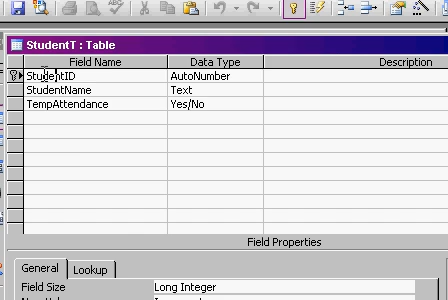 StudentT : Table
Field Name Data Type Description
StudentID AutoNumber
StudentName Text
TempAttendance Yes/No
Field Properties
General Lookup
Field Size Long Integer